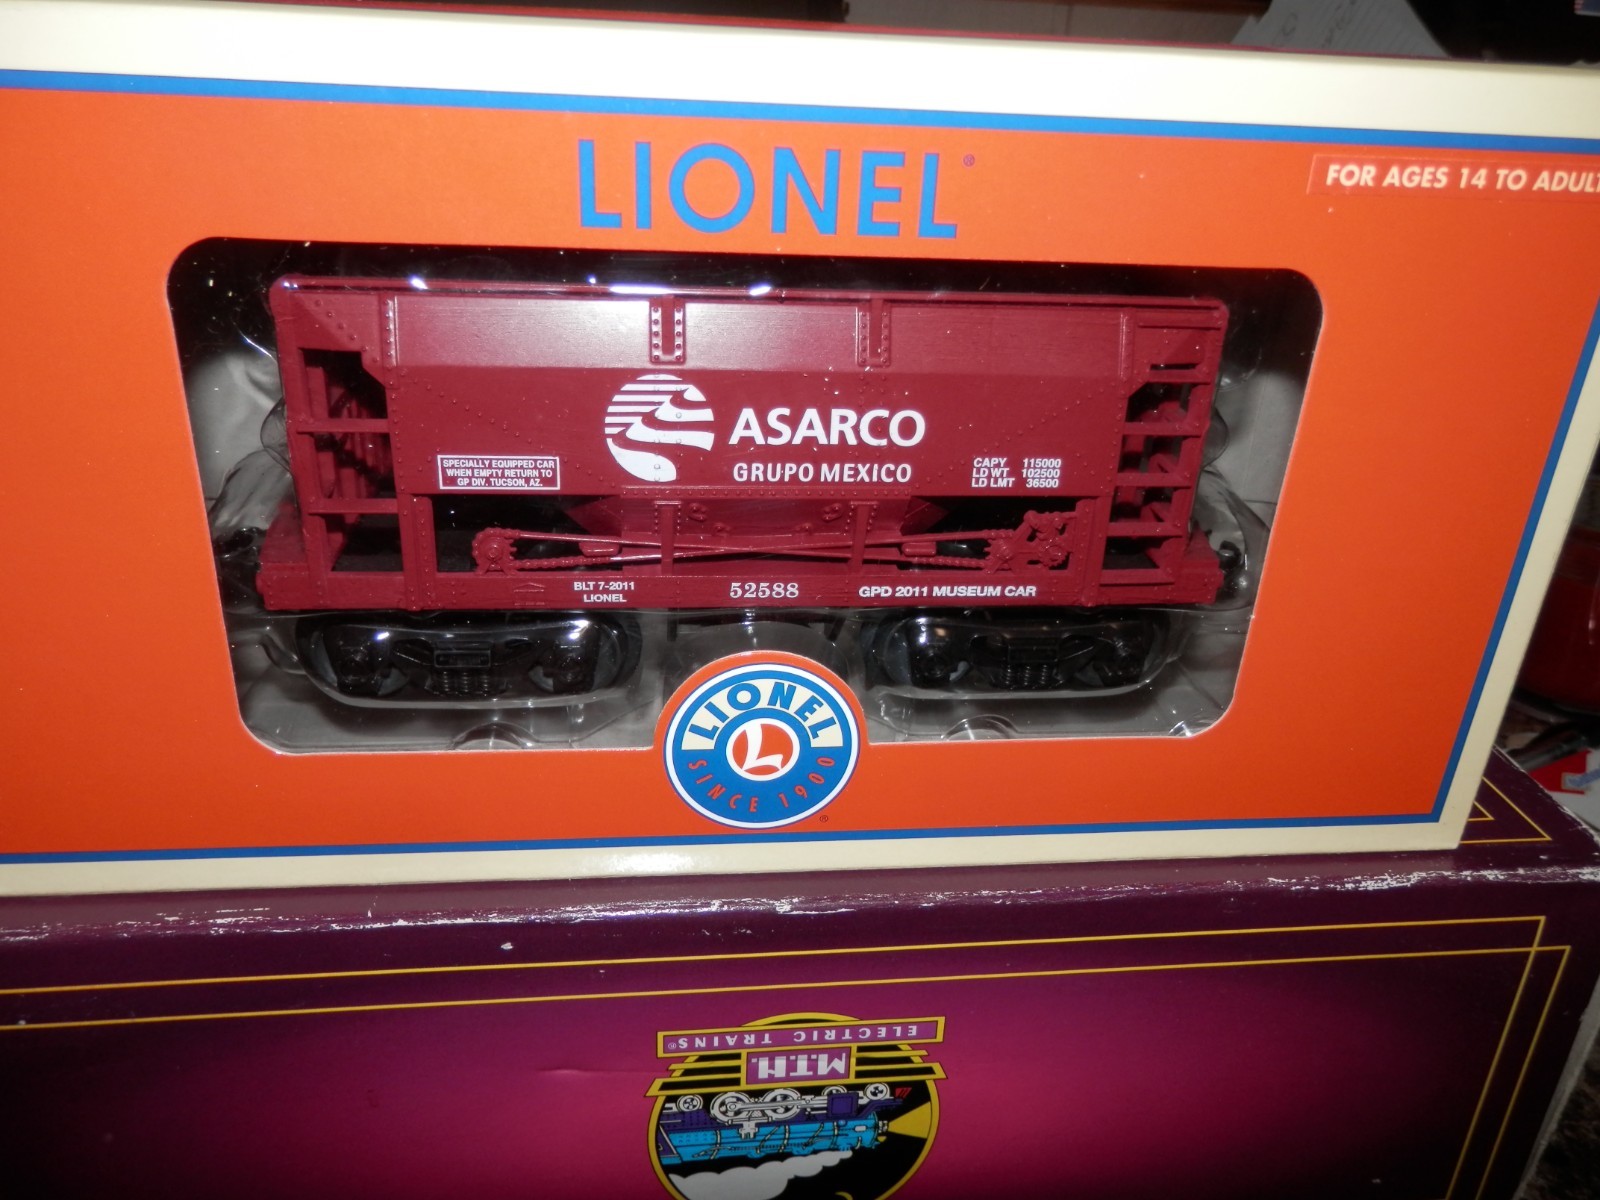 LIONEL®
FOR AGES 14 TO ADULT
ASARCO
GRUPO MEXICO
SPECIALLY EQUIPPED CAR
WHEN EMPTY RETURN TO
GP DIV. TUCSON, AZ.
CAPY 115000
LD WT 102500
LD LMT 36500
BLT 7-2011
LIONEL
52588
GPD 2011 MUSEUM CAR
LIONEL
L
SINCE 1900
®
ELECTRIC TRAINS®
M.T.H.